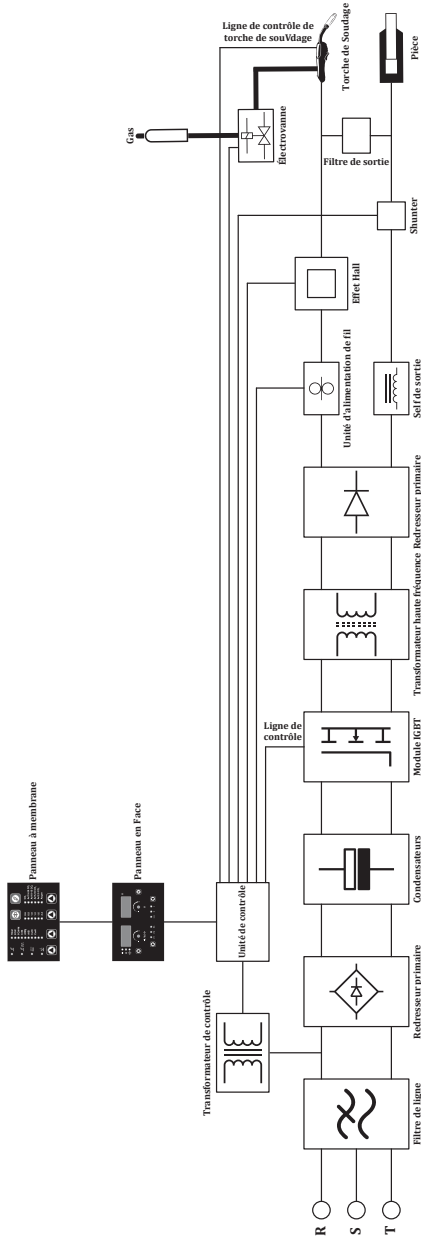 Ligne de contrôle de
torche de souVdage
Gas
Électrovanne
Torche de Soudage
Pièce
Filtre de sortie
Shunter
Effet Hall
Unité d'alimentation de fil
Self de sortie
Redresseur primaire
Transformateur haute fréquence
Ligne de
contrôle
Module IGBT
Panneau à membrane
Panneau en Face
Unité de contrôle
Condensateurs
Redresseur primaire
Transformateur de contrôle
Filtre de ligne
R
S
T